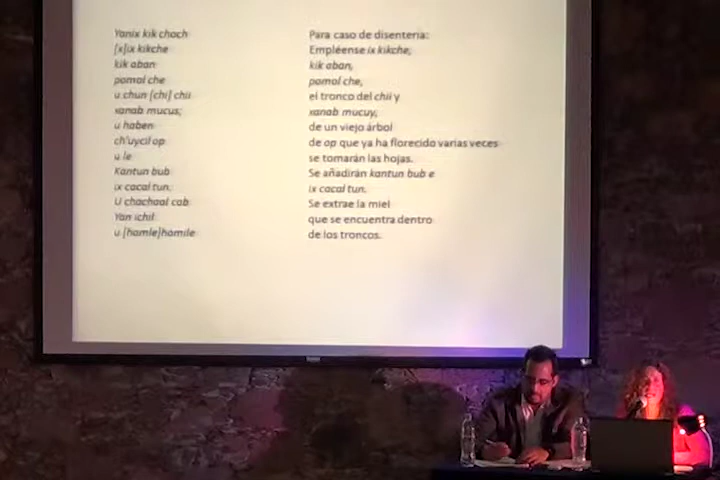 Yanix kik choch
[x]ix kikche
kik aban
pomol che
u chun [chi] chii
xanab mucus;
u haben
ch'uycil op
u le
Kantun bub
ix cacal tun.
U chachaal cab
Yan ichil
u [homle]homile
Para caso de disentería:
Empléense ix kikche,
kik aban,
pomol che,
el tronco del chii y
xanab mucuy,
de un viejo árbol
de op que ya ha florecido varias veces
se tomarán las hojas.
Se añadirán kantun bub e
ix cacal tun.
Se extrae la miel
que se encuentra dentro
de los troncos.